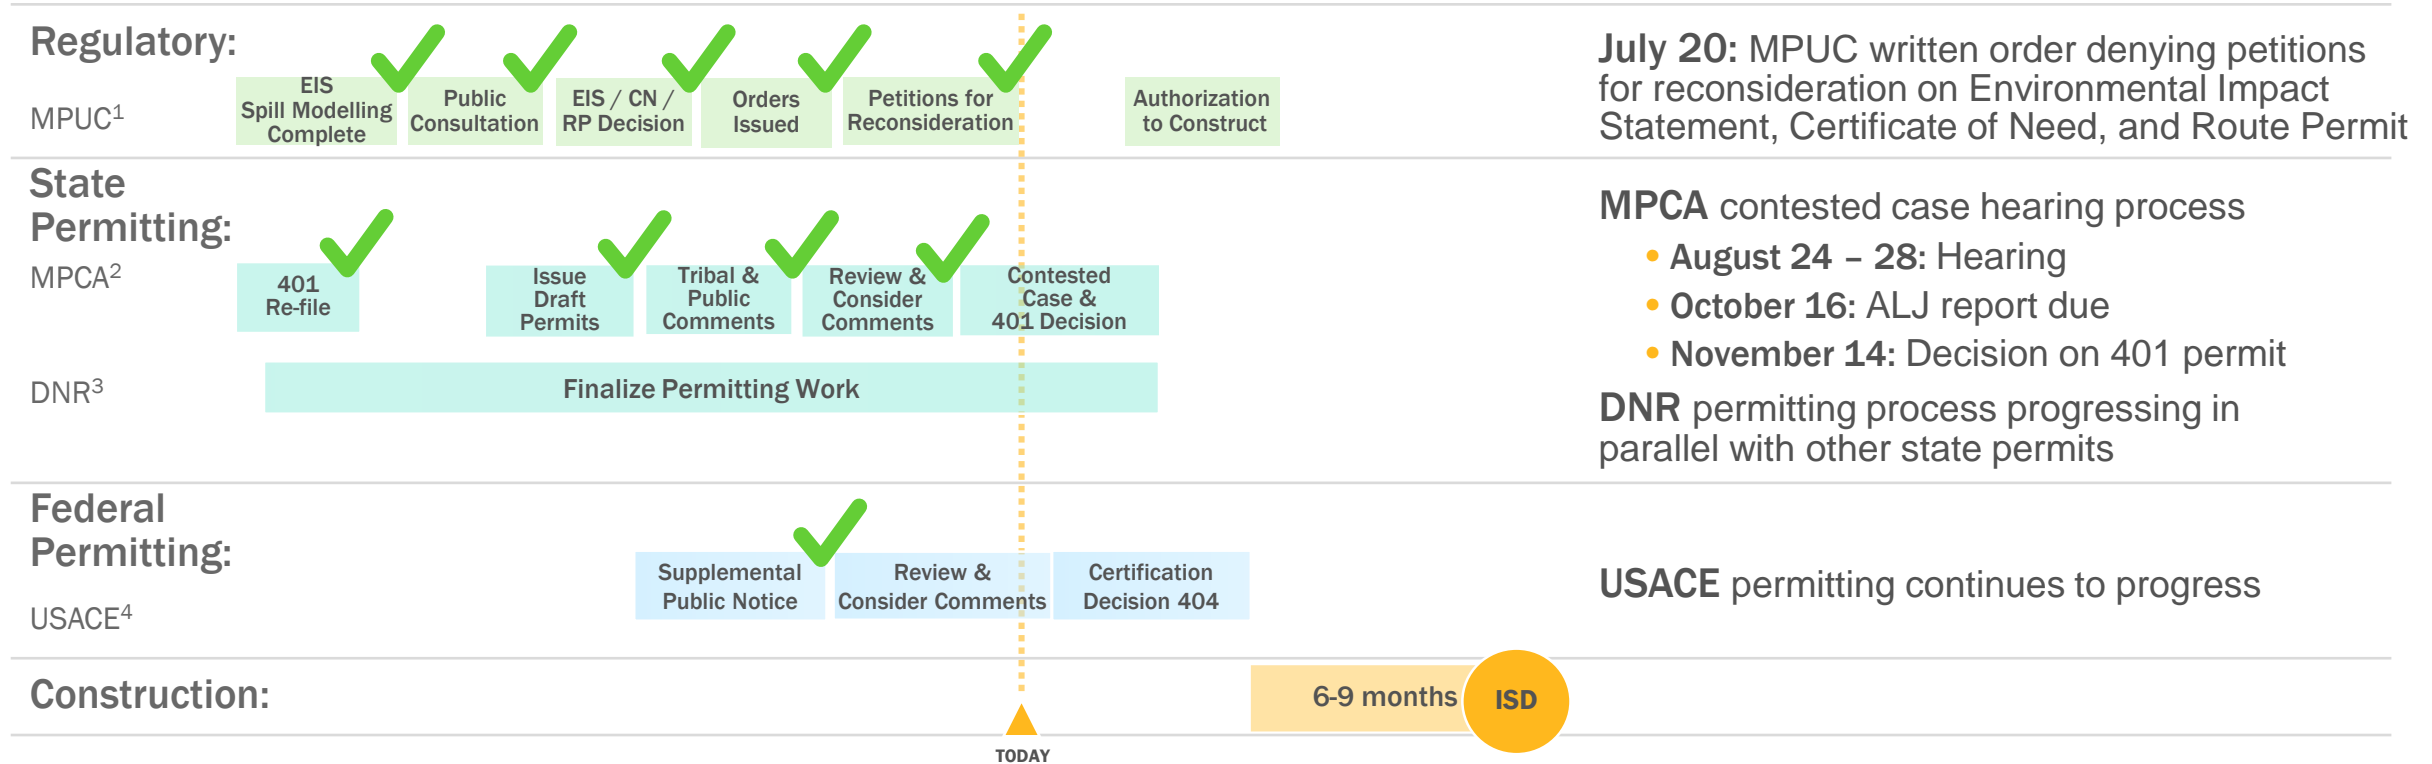 Regulatory:
MPUC1
EIS
Spill Modelling
Complete
Public
Consultation
EIS / CN /
RP Decision
Orders
Issued
Petitions for
Reconsideration
Authorization
to Construct
July 20: MPUC written order denying petitions
for reconsideration on Environmental Impact
Statement, Certificate of Need, and Route Permit
State
Permitting:
MPCA2
401
Re-file
Issue
Draft
Permits
Tribal &
Public
Comments
Review &
Consider
Comments
Contested
Case &
401 Decision
MPCA contested case hearing process
• August 24 – 28: Hearing
• October 16: ALJ report due
• November 14: Decision on 401 permit
DNR3
Finalize Permitting Work
DNR permitting process progressing in
parallel with other state permits
Federal
Permitting:
USACE4
Supplemental
Public Notice
Review &
Consider Comments
Certification
Decision 404
USACE permitting continues to progress
Construction:
6-9 months
ISD
TODAY